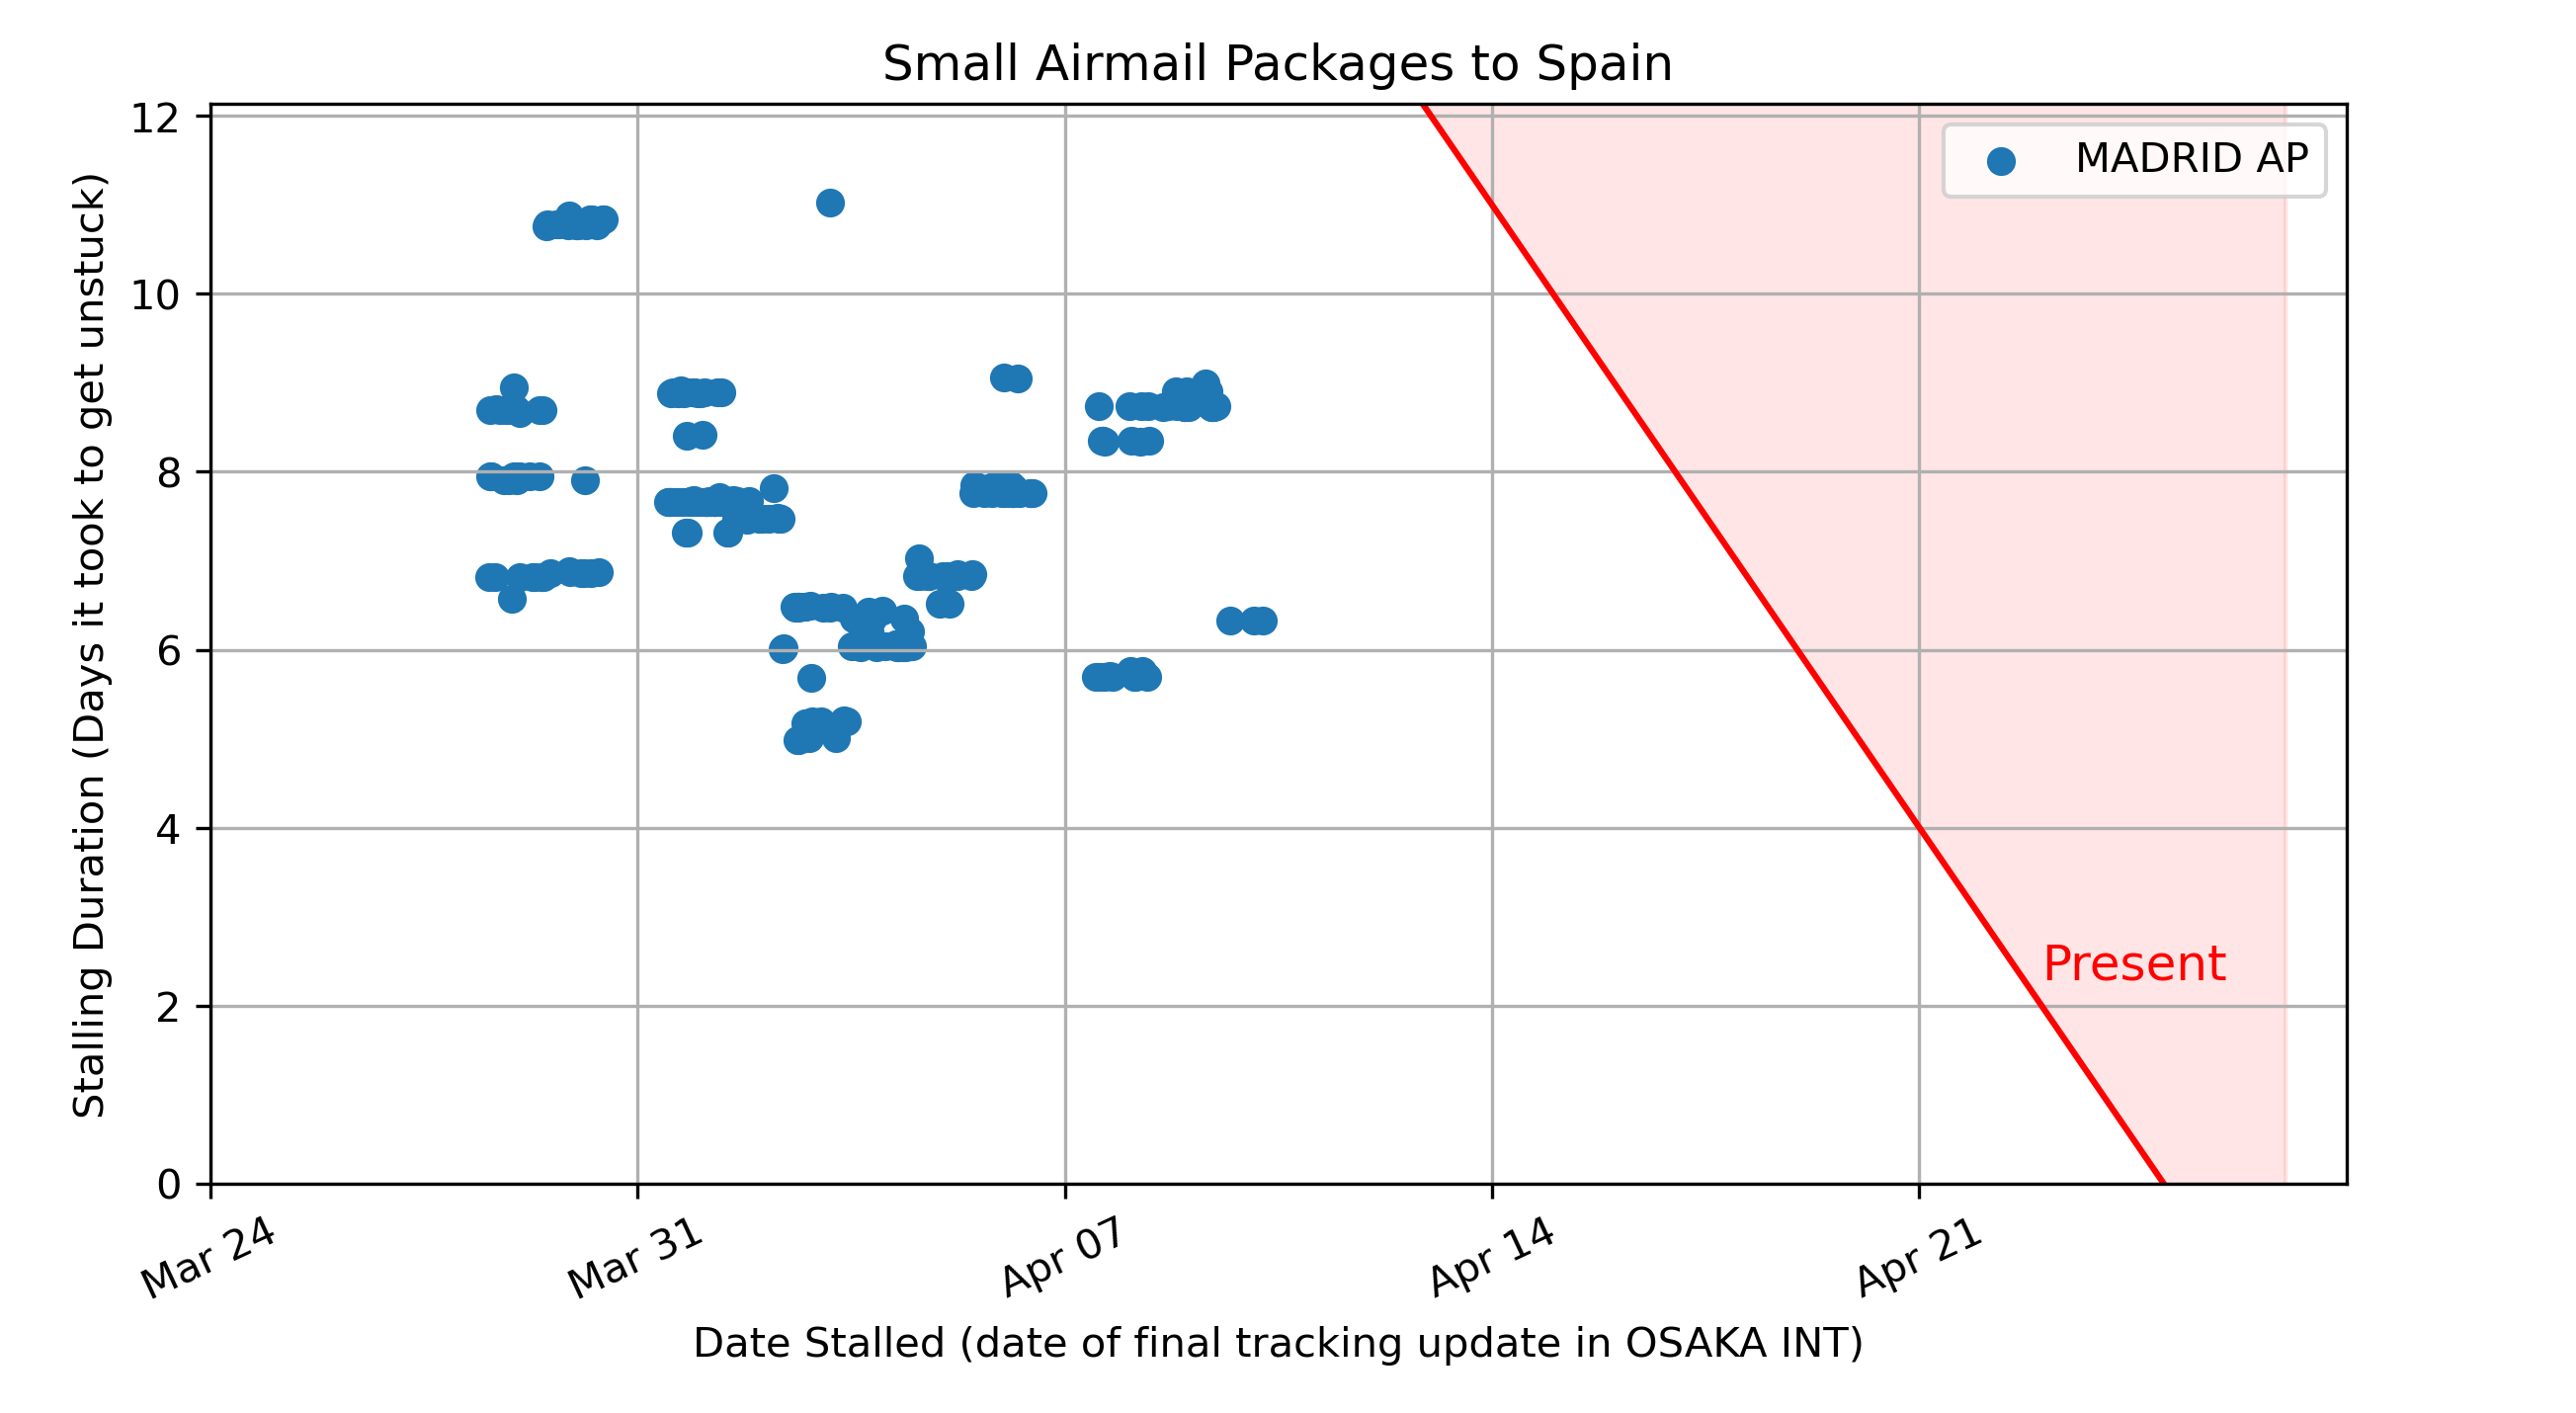 Small Airmail Packages to Spain
Stalling Duration (Days it took to get unstuck)
12
10
8
6
4
2
0
MADRID AP
Present
Mar 24
Mar 31
Apr 07
Apr 14
Apr 21
Date Stalled (date of final tracking update in OSAKA INT)